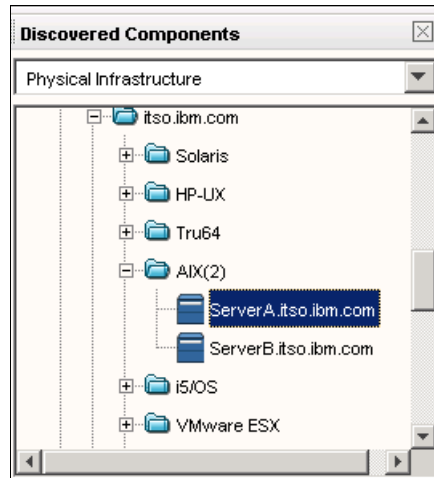 Discovered Components
Physical Infrastructure
itso.ibm.com
Solaris
HP-UX
Tru64
AIX(2)
ServerA.itso.ibm.com
ServerB.itso.ibm.com
i5/OS
VMware ESX